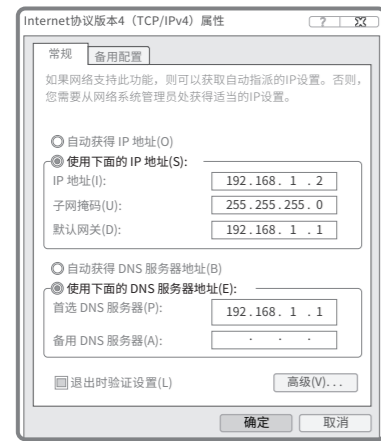 Internet协议版本4（TCP/IPv4）属性
常规 备用配置
如果网络支持此功能，则可以获取自动指派的IP设置。否则，
您需要从网络系统管理员处获得适当的IP设置。
自动获得 IP 地址(O)
使用下面的 IP 地址(S):
IP 地址(I): 192.168. 1 . 2
子网掩码(U): 255.255.255. 0
默认网关(D): 192.168. 1 . 1
自动获得 DNS 服务器地址(B)
使用下面的 DNS 服务器地址(E):
首选 DNS 服务器(P): 192.168. 1 . 1
备用 DNS 服务器(A): . . .
退出时验证设置(L) 高级(V)...
确定 取消